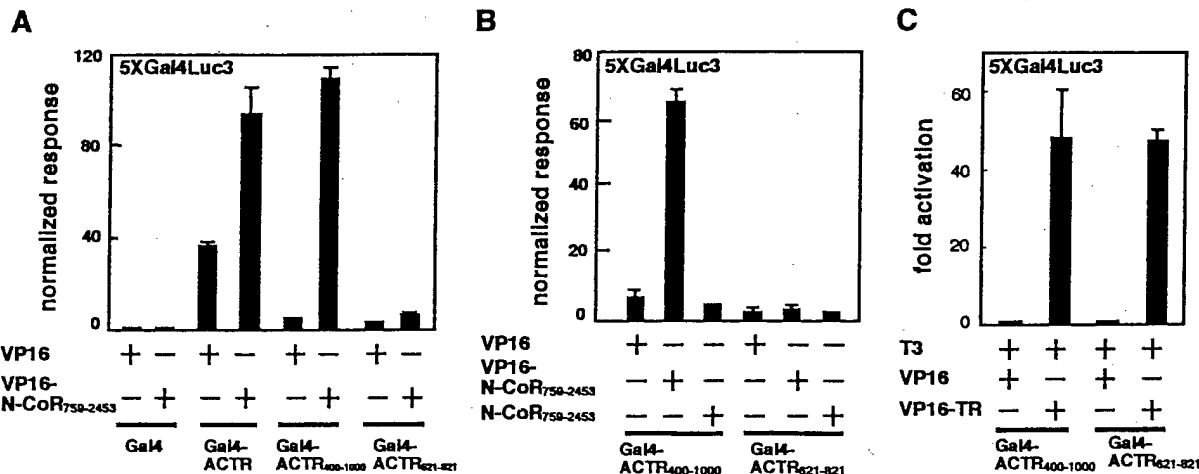 A
B
C
5XGal4Luc3
5XGal4Luc3
5XGal4Luc3
normalized response
normalized response
fold activation
120
80
40
0
80
60
40
20
0
60
40
20
0
VP16 + − + − + − + −
VP16-
N-CoR759-2453 − + − + − + − +
Gal4
Gal4-
ACTR
Gal4-
ACTR400-1000
Gal4-
ACTR621-821
VP16 + − − + − −
VP16-
N-CoR759-2453 − + − − + −
N-CoR759-2453 − − + − − +
Gal4-
ACTR400-1000
Gal4-
ACTR621-821
T3 + + + +
VP16 + − + −
VP16-TR − + − +
Gal4-
ACTR400-1000
Gal4-
ACTR621-821